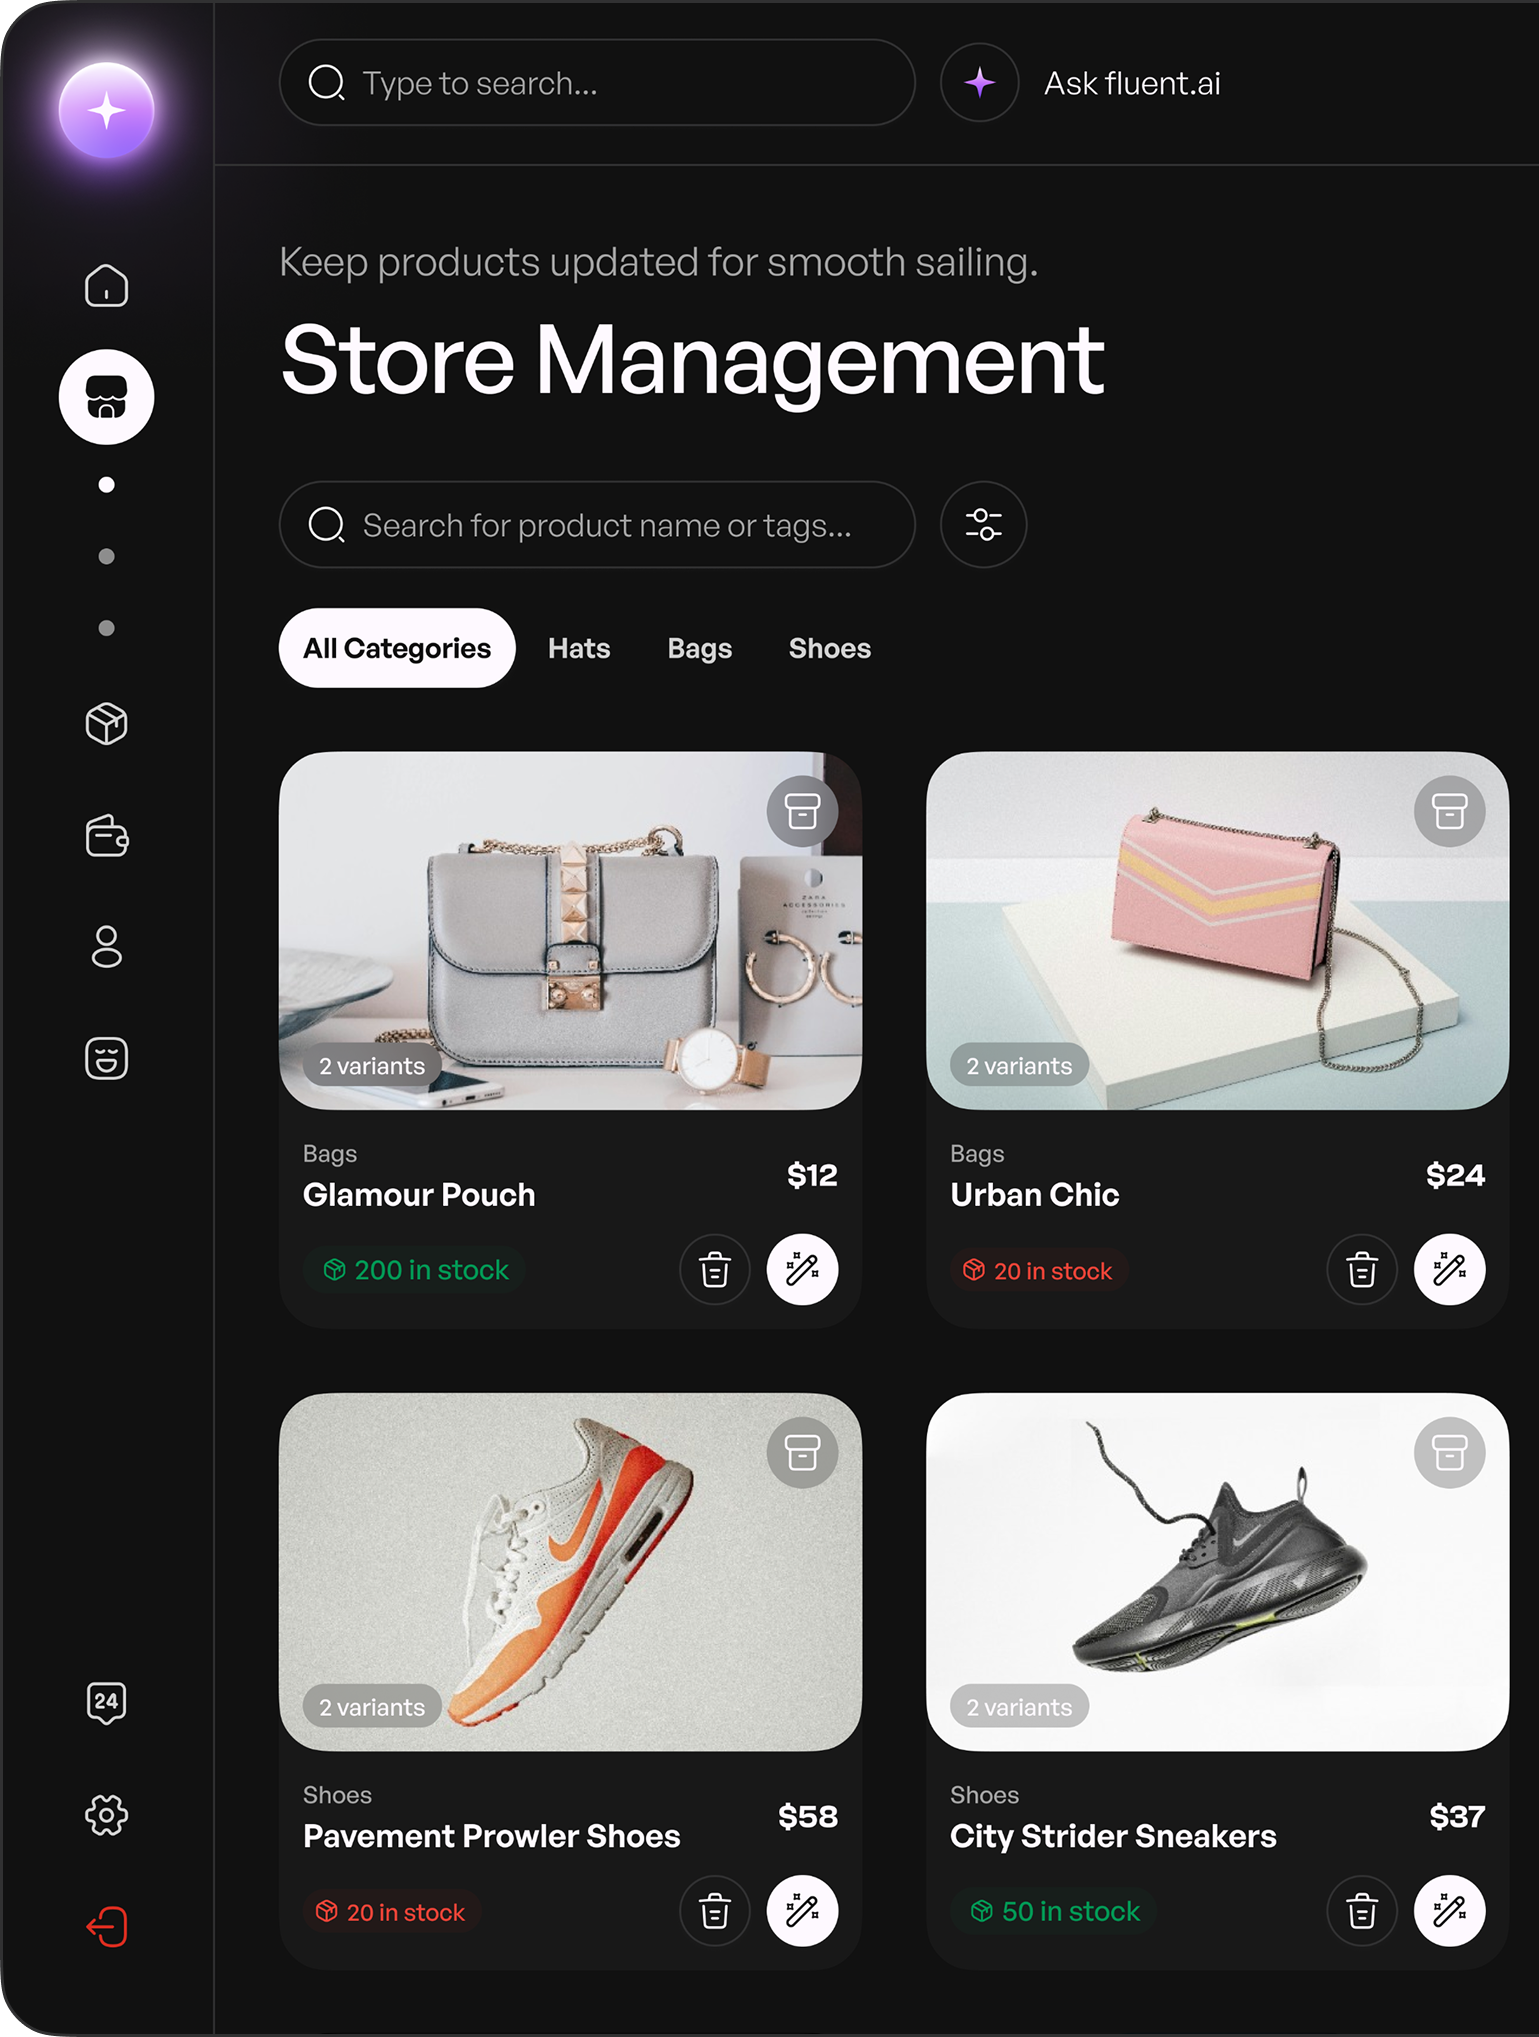 Type to search...
Ask fluent.ai
Keep products updated for smooth sailing.
Store Management
Search for product name or tags...
All Categories
Hats
Bags
Shoes
ZARA
ACCESSORIES
2 variants
2 variants
Bags
Glamour Pouch
$12
200 in stock
Bags
Urban Chic
$24
20 in stock
2 variants
2 variants
Shoes
Pavement Prowler Shoes
$58
20 in stock
Shoes
City Strider Sneakers
$37
50 in stock
24